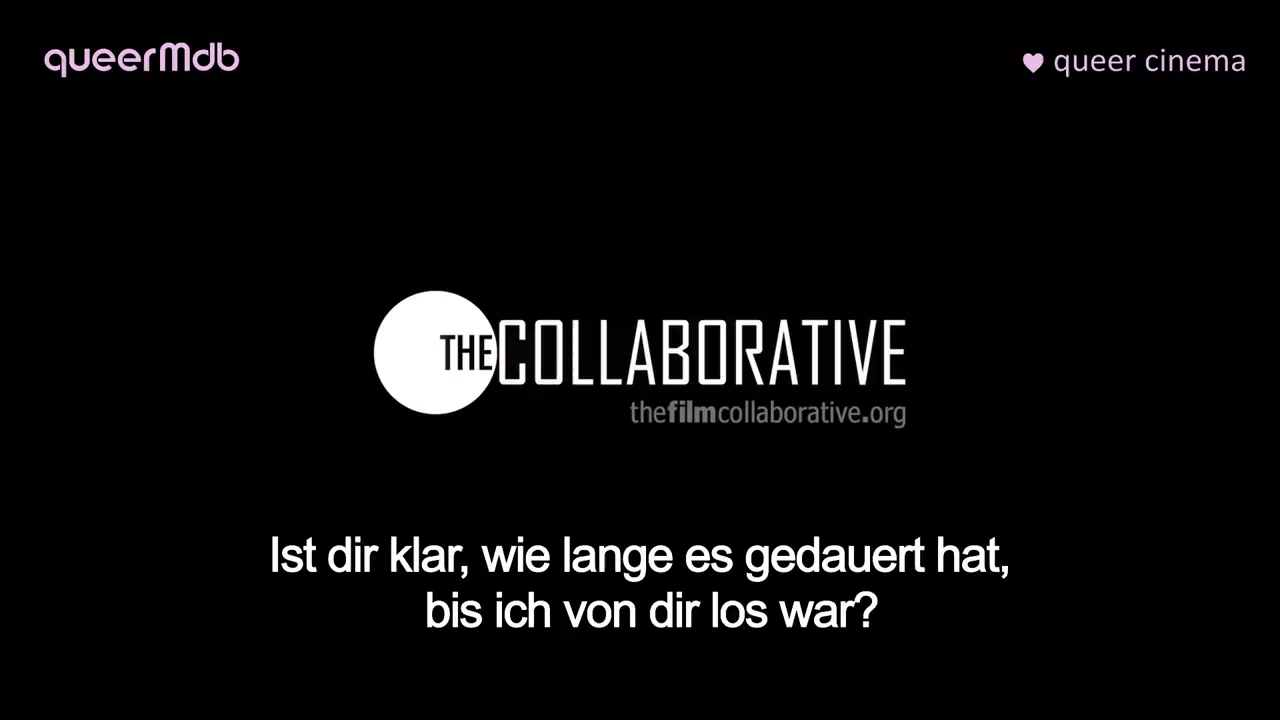 queerMdb
♥ queer cinema
THE COLLABORATIVE
thefilmcollaborative.org
Ist dir klar, wie lange es gedauert hat,
bis ich von dir los war?